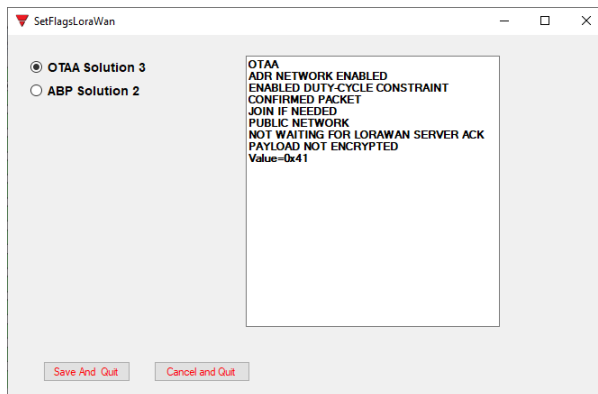 SetFlagsLoraWan
OTAA Solution 3
ABP Solution 2
OTAA
ADR NETWORK ENABLED
ENABLED DUTY-CYCLE CONSTRAINT
CONFIRMED PACKET
JOIN IF NEEDED
PUBLIC NETWORK
NOT WAITING FOR LORAWAN SERVER ACK
PAYLOAD NOT ENCRYPTED
Value=0x41
Save And Quit
Cancel and Quit